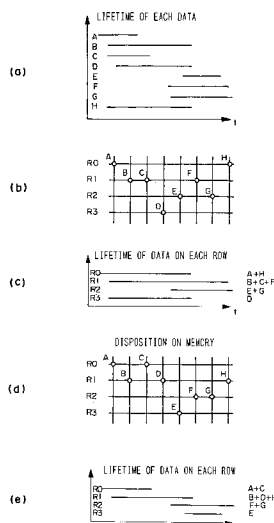 LIFETIME OF EACH DATA
A
B
C
(a)
D
E
F
G
H
t
A
H
R0
B
C
F
R1
(b)
E
G
R2
D
R3
LIFETIME OF DATA ON EACH ROW
R0
A+H
R1
B+C+F
(c)
R2
E+G
R3
D
t
DISPOSITION ON MEMORY
A
C
R0
B
D
H
R1
(d)
F
G
R2
E
R3
LIFETIME OF DATA ON EACH ROW
R0
A+C
R1
B+D+H
(e)
R2
F+G
R3
E
t